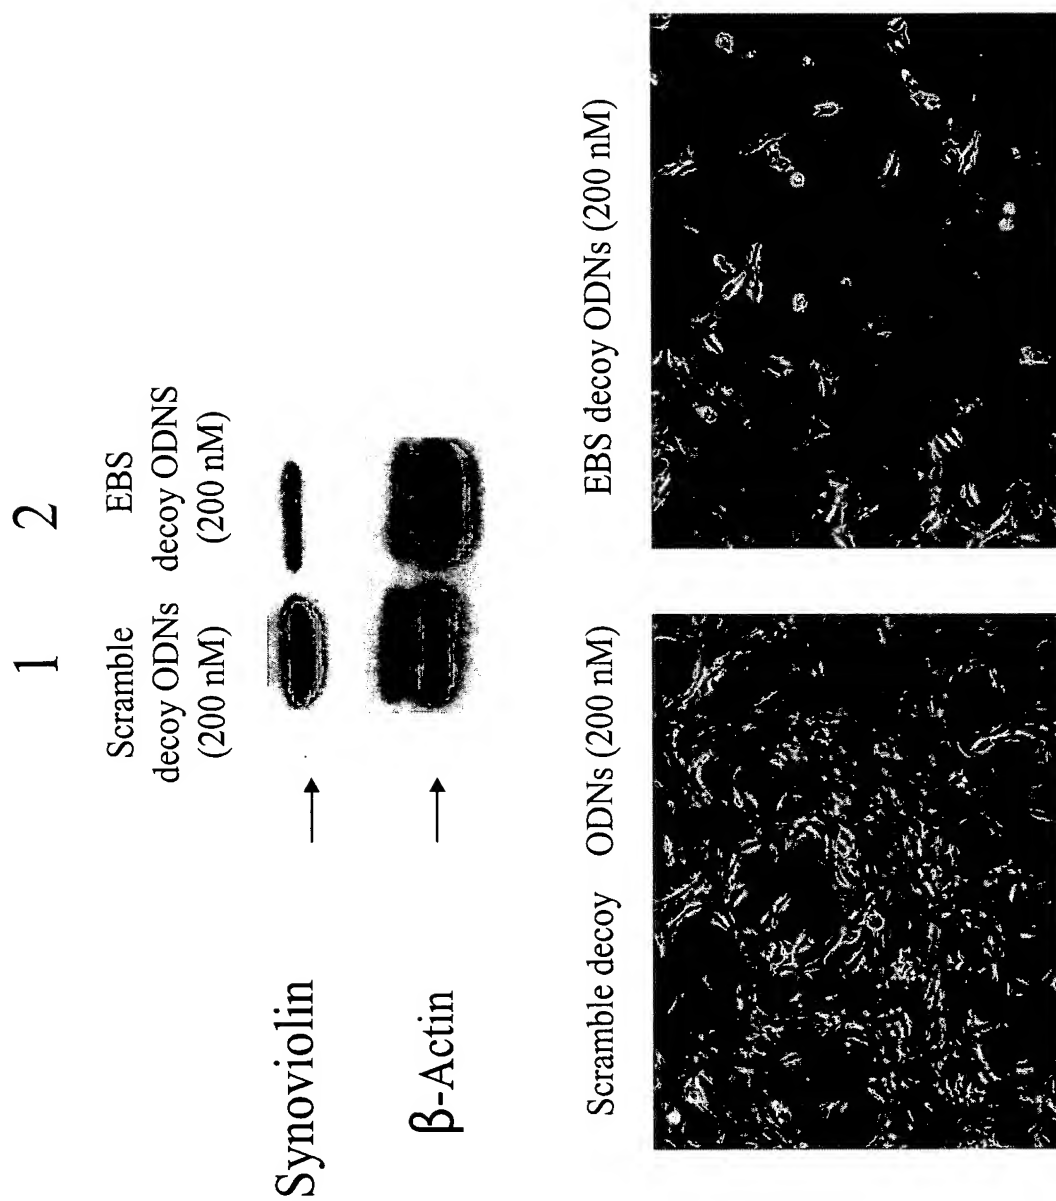 1
2
Scramble
decoy ODNs
(200 nM)
EBS
decoy ODNS
(200 nM)
Synoviolin
β-Actin
Scramble decoy ODNs (200 nM)
EBS decoy ODNs (200 nM)